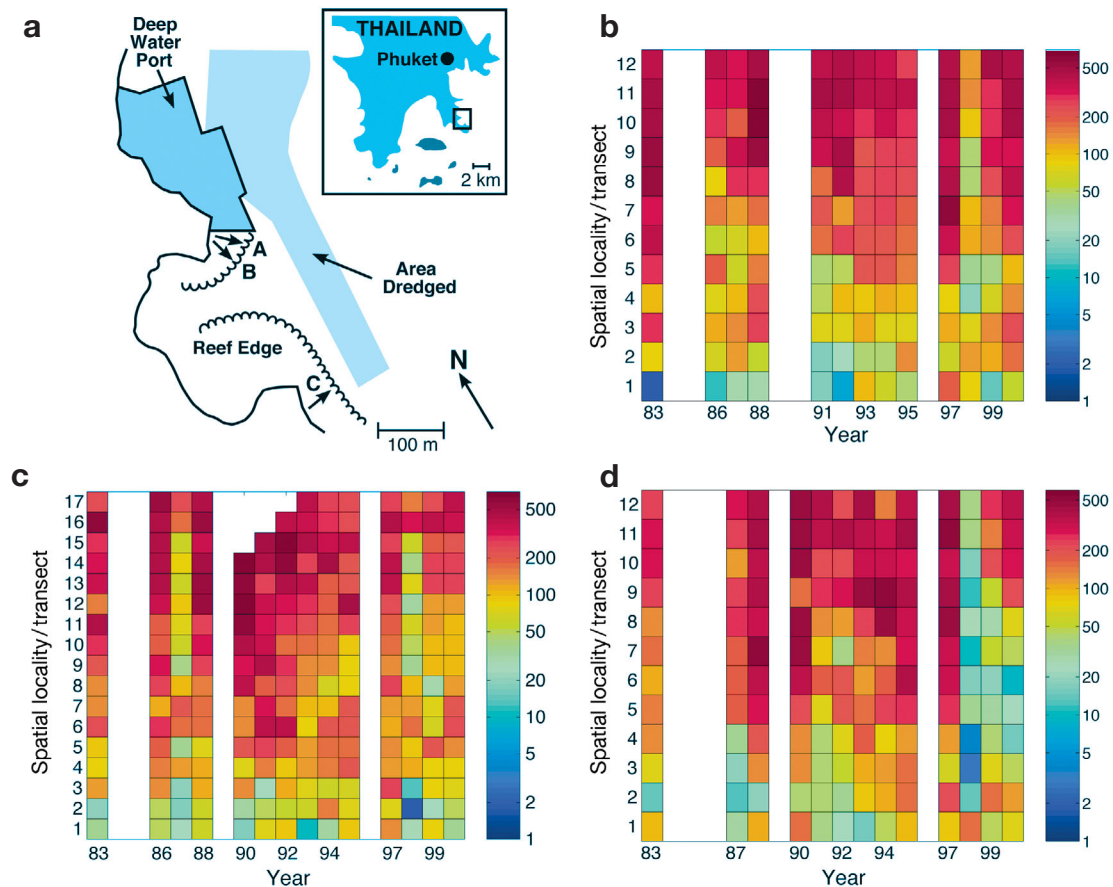 a
Deep
Water
Port
THAILAND
Phuket
2 km
A
B
Area
Dredged
Reef Edge
C
N
100 m
b
Spatial locality/transect
12
11
10
9
8
7
6
5
4
3
2
1
83 86 88 91 93 95 97 99
Year
500
200
100
50
20
10
5
2
1
c
Spatial locality/transect
17
16
15
14
13
12
11
10
9
8
7
6
5
4
3
2
1
83 86 88 90 92 94 97 99
Year
500
200
100
50
20
10
5
2
1
d
Spatial locality/transect
12
11
10
9
8
7
6
5
4
3
2
1
83 87 90 92 94 97 99
Year
500
200
100
50
20
10
5
2
1